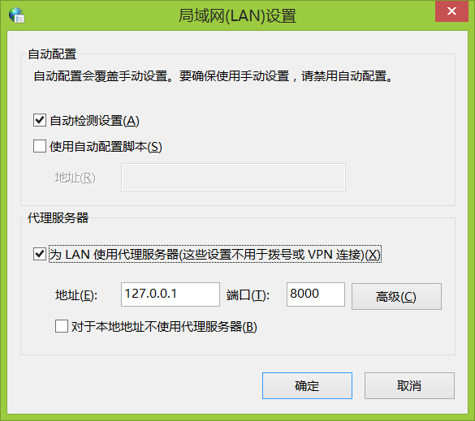 局域网(LAN)设置
自动配置
自动配置会覆盖手动设置。要确保使用手动设置，请禁用自动配置。
自动检测设置(A)
使用自动配置脚本(S)
地址(R)
代理服务器
为 LAN 使用代理服务器(这些设置不用于拨号或 VPN 连接)(X)
地址(E): 127.0.0.1 端口(T): 8000 高级(C)
对于本地地址不使用代理服务器(B)
确定 取消